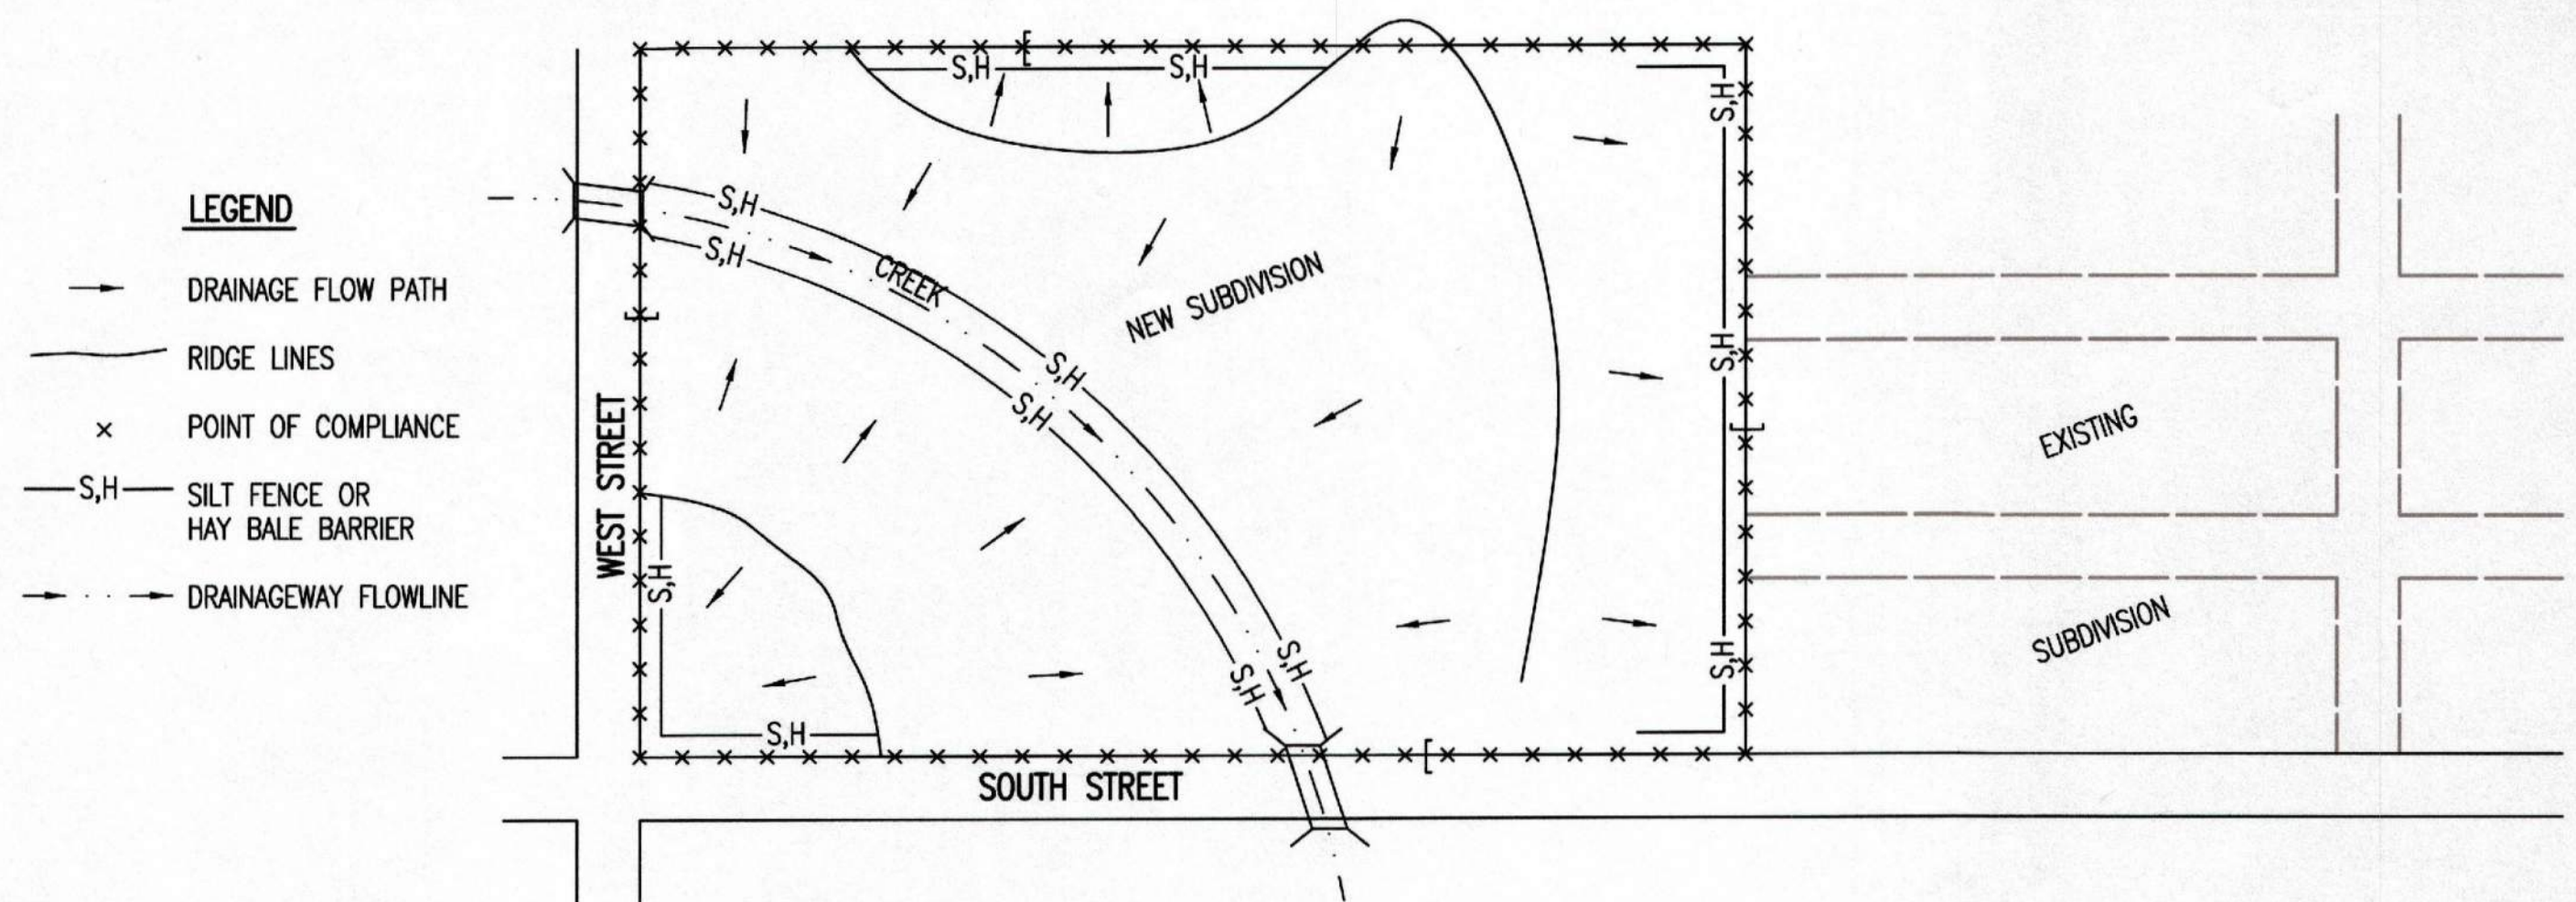 LEGEND
DRAINAGE FLOW PATH
RIDGE LINES
× POINT OF COMPLIANCE
S,H SILT FENCE OR
HAY BALE BARRIER
DRAINAGEWAY FLOWLINE
S,H
S,H
S,H
S,H
S,H
CREEK
NEW SUBDIVISION
S,H
S,H
S,H
S,H
WEST STREET
S,H
S,H
S,H
S,H
S,H
SOUTH STREET
EXISTING
SUBDIVISION